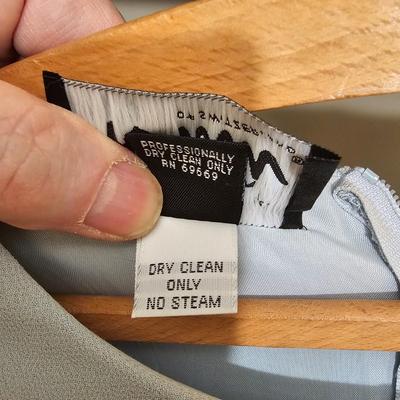 PROFESSIONALLY
DRY CLEAN ONLY
RN 69669
DRY CLEAN
ONLY
NO STEAM